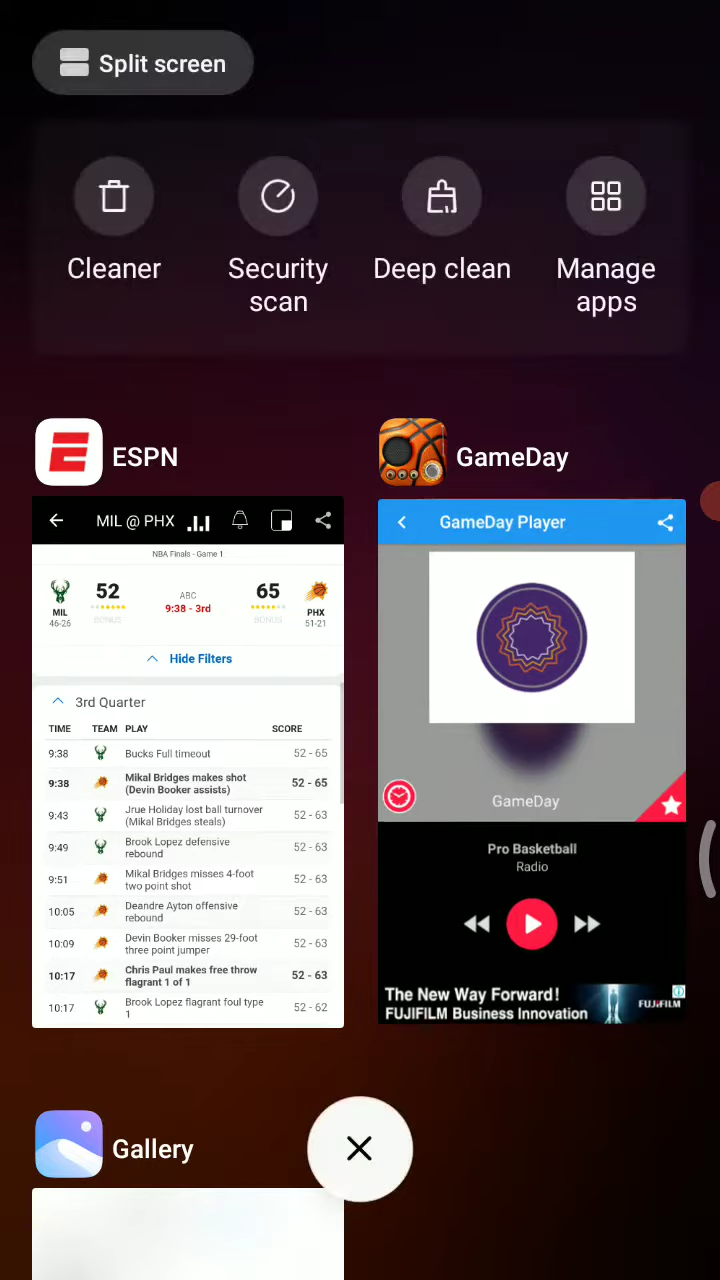 Split screen
Cleaner
Security
scan
Deep clean
Manage
apps
ESPN
MIL @ PHX
NBA Finals - Game 1
MIL
46-26
52
BONUS
ABC
9:38 - 3rd
65
BONUS
PHX
51-21
Hide Filters
3rd Quarter
TIME TEAM PLAY SCORE
9:38 Bucks Full timeout 52 - 65
9:38 Mikal Bridges makes shot
(Devin Booker assists) 52 - 65
9:43 Jrue Holiday lost ball turnover
(Mikal Bridges steals) 52 - 63
9:49 Brook Lopez defensive
rebound 52 - 63
9:51 Mikal Bridges misses 4-foot
two point shot 52 - 63
10:05 Deandre Ayton offensive
rebound 52 - 63
10:09 Devin Booker misses 29-foot
three point jumper 52 - 63
10:17 Chris Paul makes free throw
flagrant 1 of 1 52 - 63
10:17 Brook Lopez flagrant foul type
1 52 - 62
GameDay
GameDay Player
GameDay
Pro Basketball
Radio
The New Way Forward!
FUJIFILM Business Innovation
FUJIFILM
Gallery